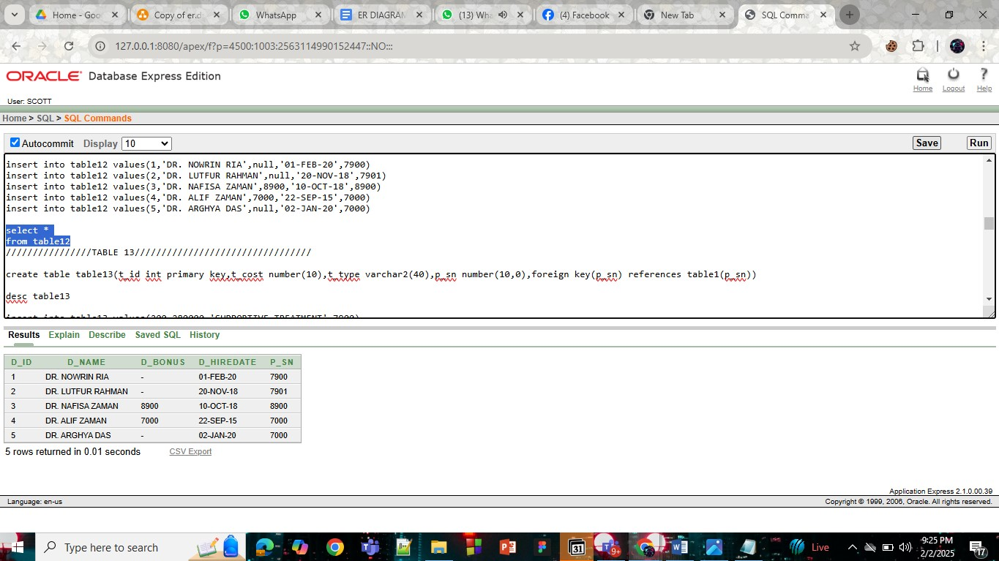 Home - Goo
Copy of er.d
WhatsApp
ER DIAGRAM
(13) Wha
(4) Facebook
New Tab
SQL Comma
127.0.0.1:8080/apex/f?p=4500:1003:2563114990152447::NO:::
ORACLE Database Express Edition
Home
Logout
Help
User: SCOTT
Home > SQL > SQL Commands
Autocommit Display 10
Save
Run
insert into table12 values(1,'DR. NOWRIN RIA',null,'01-FEB-20',7900)
insert into table12 values(2,'DR. LUTFUR RAHMAN',null,'20-NOV-18',7901)
insert into table12 values(3,'DR. NAFISA ZAMAN',8900,'10-OCT-18',8900)
insert into table12 values(4,'DR. ALIF ZAMAN',7000,'22-SEP-15',7000)
insert into table12 values(5,'DR. ARGHYA DAS',null,'02-JAN-20',7000)
select *
from table12
////////////////TABLE 13/////////////////////////////////
create table table13(t_id int primary key,t_cost number(10),t_type varchar2(40),p_sn number(10,0),foreign key(p_sn) references table1(p_sn))
desc table13
insert into table13 values(200,280000,'SUPPORTIVE TREATMENT',7000)
Results Explain Describe Saved SQL History
D_ID D_NAME D_BONUS D_HIREDATE P_SN
1 DR. NOWRIN RIA - 01-FEB-20 7900
2 DR. LUTFUR RAHMAN - 20-NOV-18 7901
3 DR. NAFISA ZAMAN 8900 10-OCT-18 8900
4 DR. ALIF ZAMAN 7000 22-SEP-15 7000
5 DR. ARGHYA DAS - 02-JAN-20 7000
5 rows returned in 0.01 seconds CSV Export
Application Express 2.1.0.00.39
Language: en-us
Copyright © 1999, 2006, Oracle. All rights reserved.
Type here to search
31
9+
Live
9:25 PM
2/2/2025
17